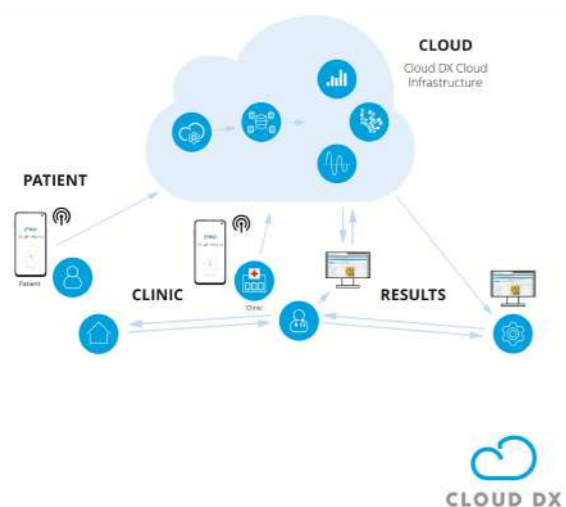 CLOUD
Cloud DX Cloud
Infrastructure
PATIENT
Patient
CLINIC
Clinic
RESULTS
CLOUD DX